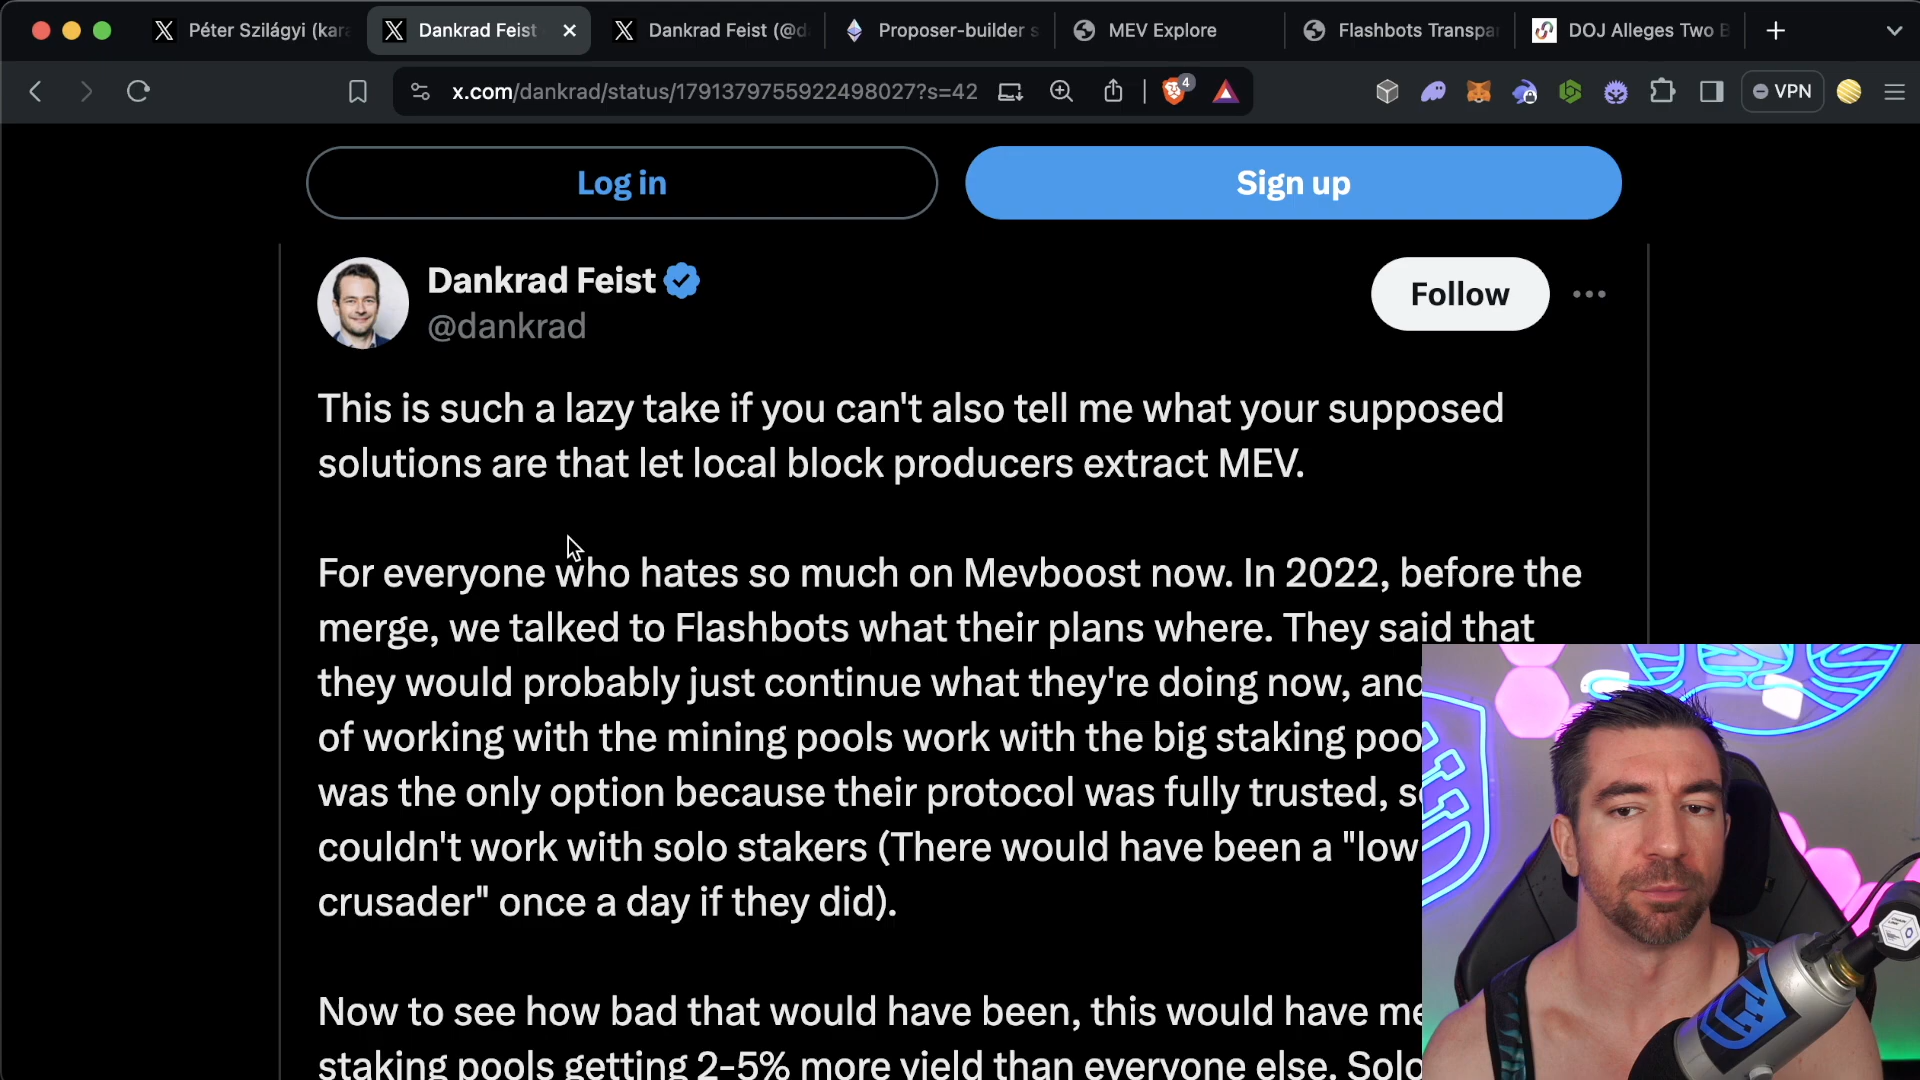 Péter Szilágyi (kara
Dankrad Feist
Dankrad Feist (@d
Proposer-builder s
MEV Explore
Flashbots Transpa
DOJ Alleges Two B
x.com/dankrad/status/1791379755922498027?s=42
4
VPN
Log in
Sign up
Dankrad Feist
@dankrad
Follow
This is such a lazy take if you can't also tell me what your supposed
solutions are that let local block producers extract MEV.
For everyone who hates so much on Mevboost now. In 2022, before the
merge, we talked to Flashbots what their plans where. They said that
they would probably just continue what they're doing now, and
of working with the mining pools work with the big staking poo
was the only option because their protocol was fully trusted, s
couldn't work with solo stakers (There would have been a "low
crusader" once a day if they did).
Now to see how bad that would have been, this would have me
staking pools getting 2-5% more yield than everyone else. Solo